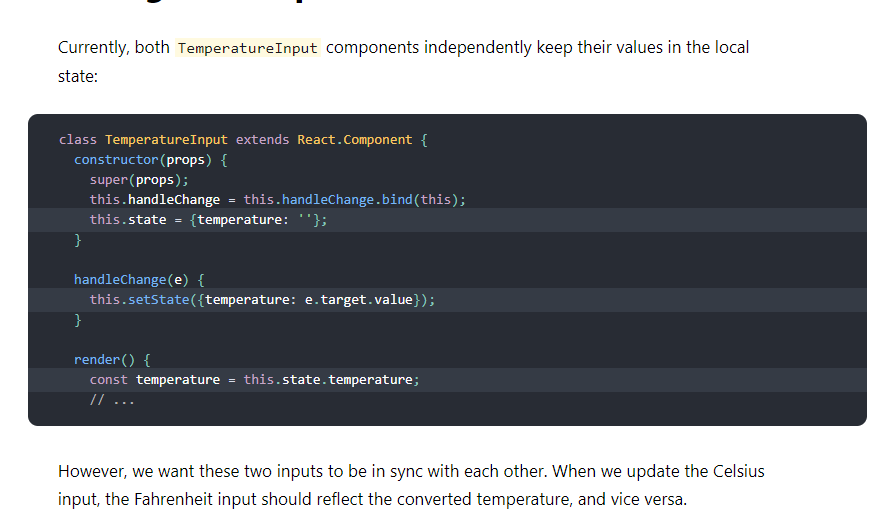 Currently, both TemperatureInput components independently keep their values in the local
state:
class TemperatureInput extends React.Component {
  constructor(props) {
    super(props);
    this.handleChange = this.handleChange.bind(this);
    this.state = {temperature: ''};
  }

  handleChange(e) {
    this.setState({temperature: e.target.value});
  }

  render() {
    const temperature = this.state.temperature;
    // ...
However, we want these two inputs to be in sync with each other. When we update the Celsius
input, the Fahrenheit input should reflect the converted temperature, and vice versa.